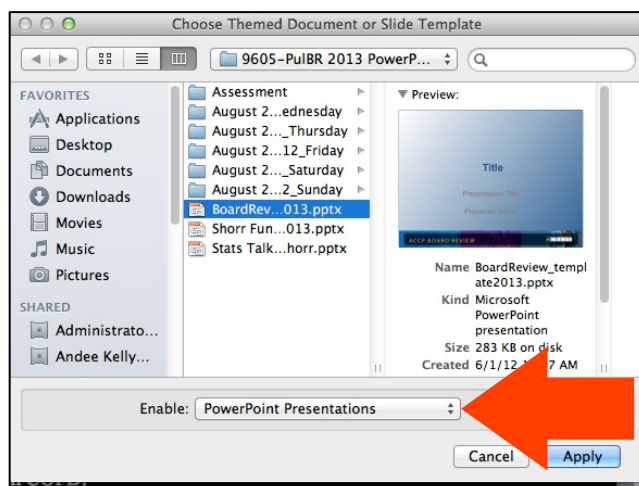 Choose Themed Document or Slide Template
9605-PulBR 2013 PowerP...
FAVORITES
Applications
Desktop
Documents
Downloads
Movies
Music
Pictures
SHARED
Administrato...
Andee Kelly...
Assessment
August 2...ednesday
August 2..._Thursday
August 2...12_Friday
August 2..._Saturday
August 2...2_Sunday
BoardRev...013.pptx
Shorr Fun...013.pptx
Stats Talk...horr.pptx
Preview:
Title
Presentation Title
ACCP BOARD REVIEW
Name BoardReview_templ
ate2013.pptx
Kind Microsoft
PowerPoint
presentation
Size 283 KB on disk
Created 6/1/12
AM
Enable: PowerPoint Presentations
Cancel
Apply